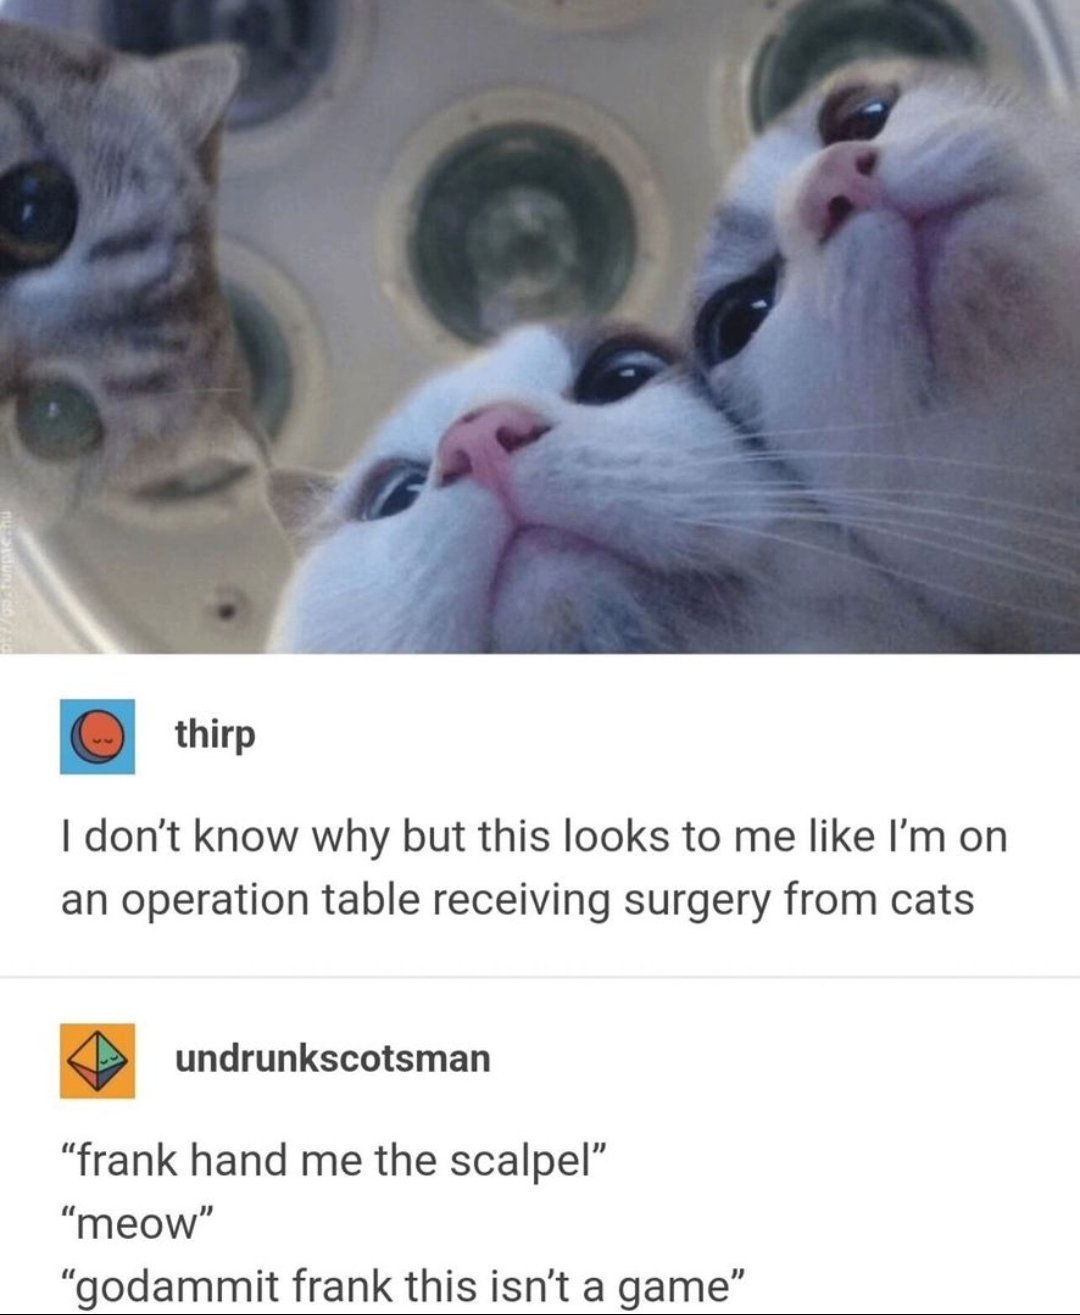 thirp
I don't know why but this looks to me like I'm on
an operation table receiving surgery from cats
undrunkscotsman
“frank hand me the scalpel”
“meow”
“godammit frank this isn't a game”